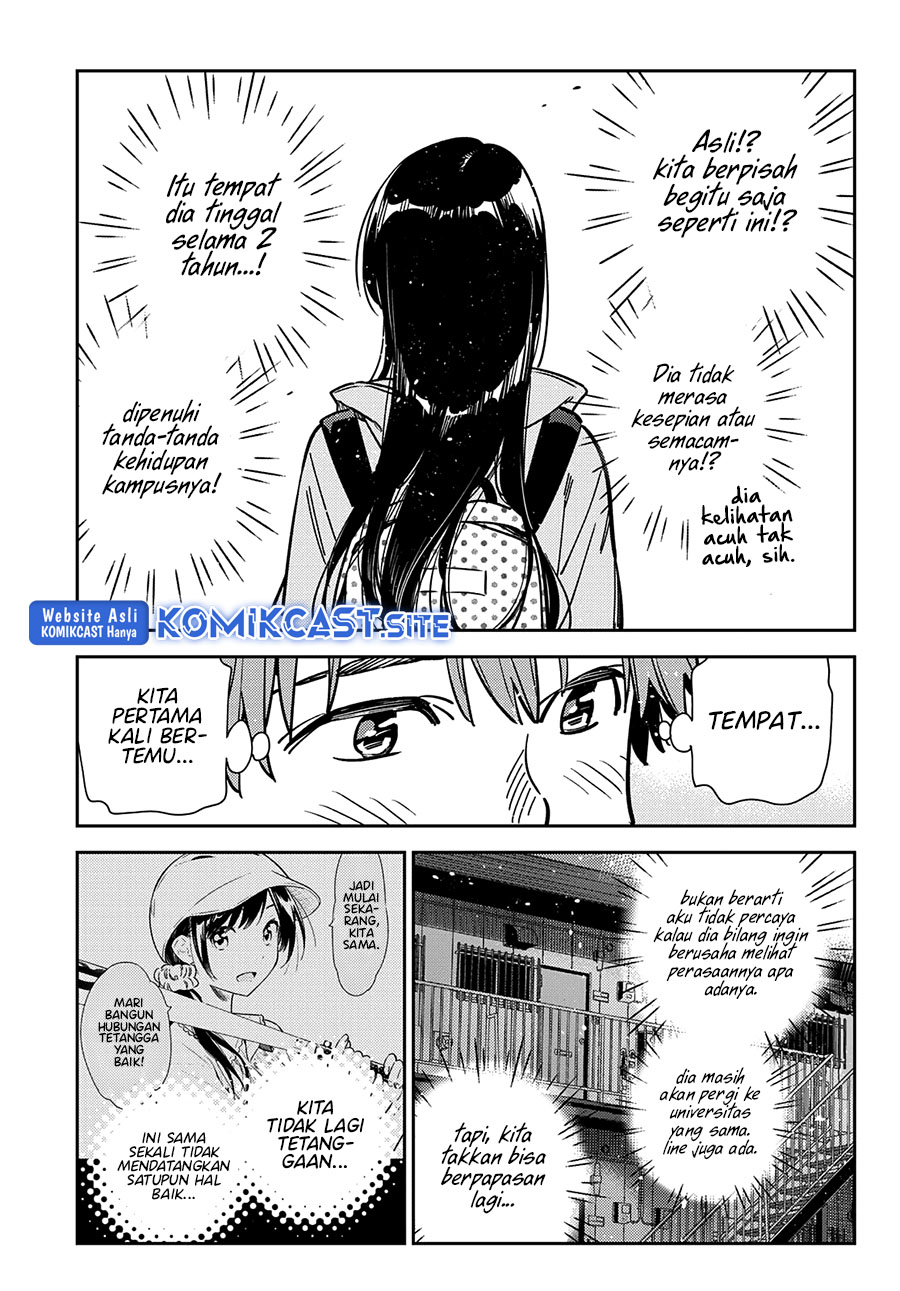 Asli!?
kita berpisah
begitu saja
seperti ini!?
Itu tempat
dia tinggal
selama 2
tahun...!
Dia tidak
merasa
kesepian atau
semacam-
nya!?
dia
kelihatan
acuh tak
acuh, sih.
dipenuhi
tanda-tanda
kehidupan
kampusnya!
Website Asli
KOMIKCAST Hanya
KOMIKCAST.SITE
TEMPAT...
KITA
PERTAMA
KALI BER-
TEMU...
bukan berarti
aku tidak percaya
kalau dia bilang ingin
berusaha melihat
perasaannya apa
adanya.
dia masih
akan pergi ke
universitas
yang sama.
line juga ada.
tapi, kita
takkan bisa
berpapasan
lagi...
JADI
MULAI
SEKA-
RANG,
KITA
SAMA.
MARI
BANGUN
HUBUNGAN
TETANGGA
YANG
BAIK!
KITA
TIDAK LAGI
TETANG-
GAAN...
INI SAMA
SEKALI TIDAK
MENDATANGKAN
SATUPUN HAL
BAIK...